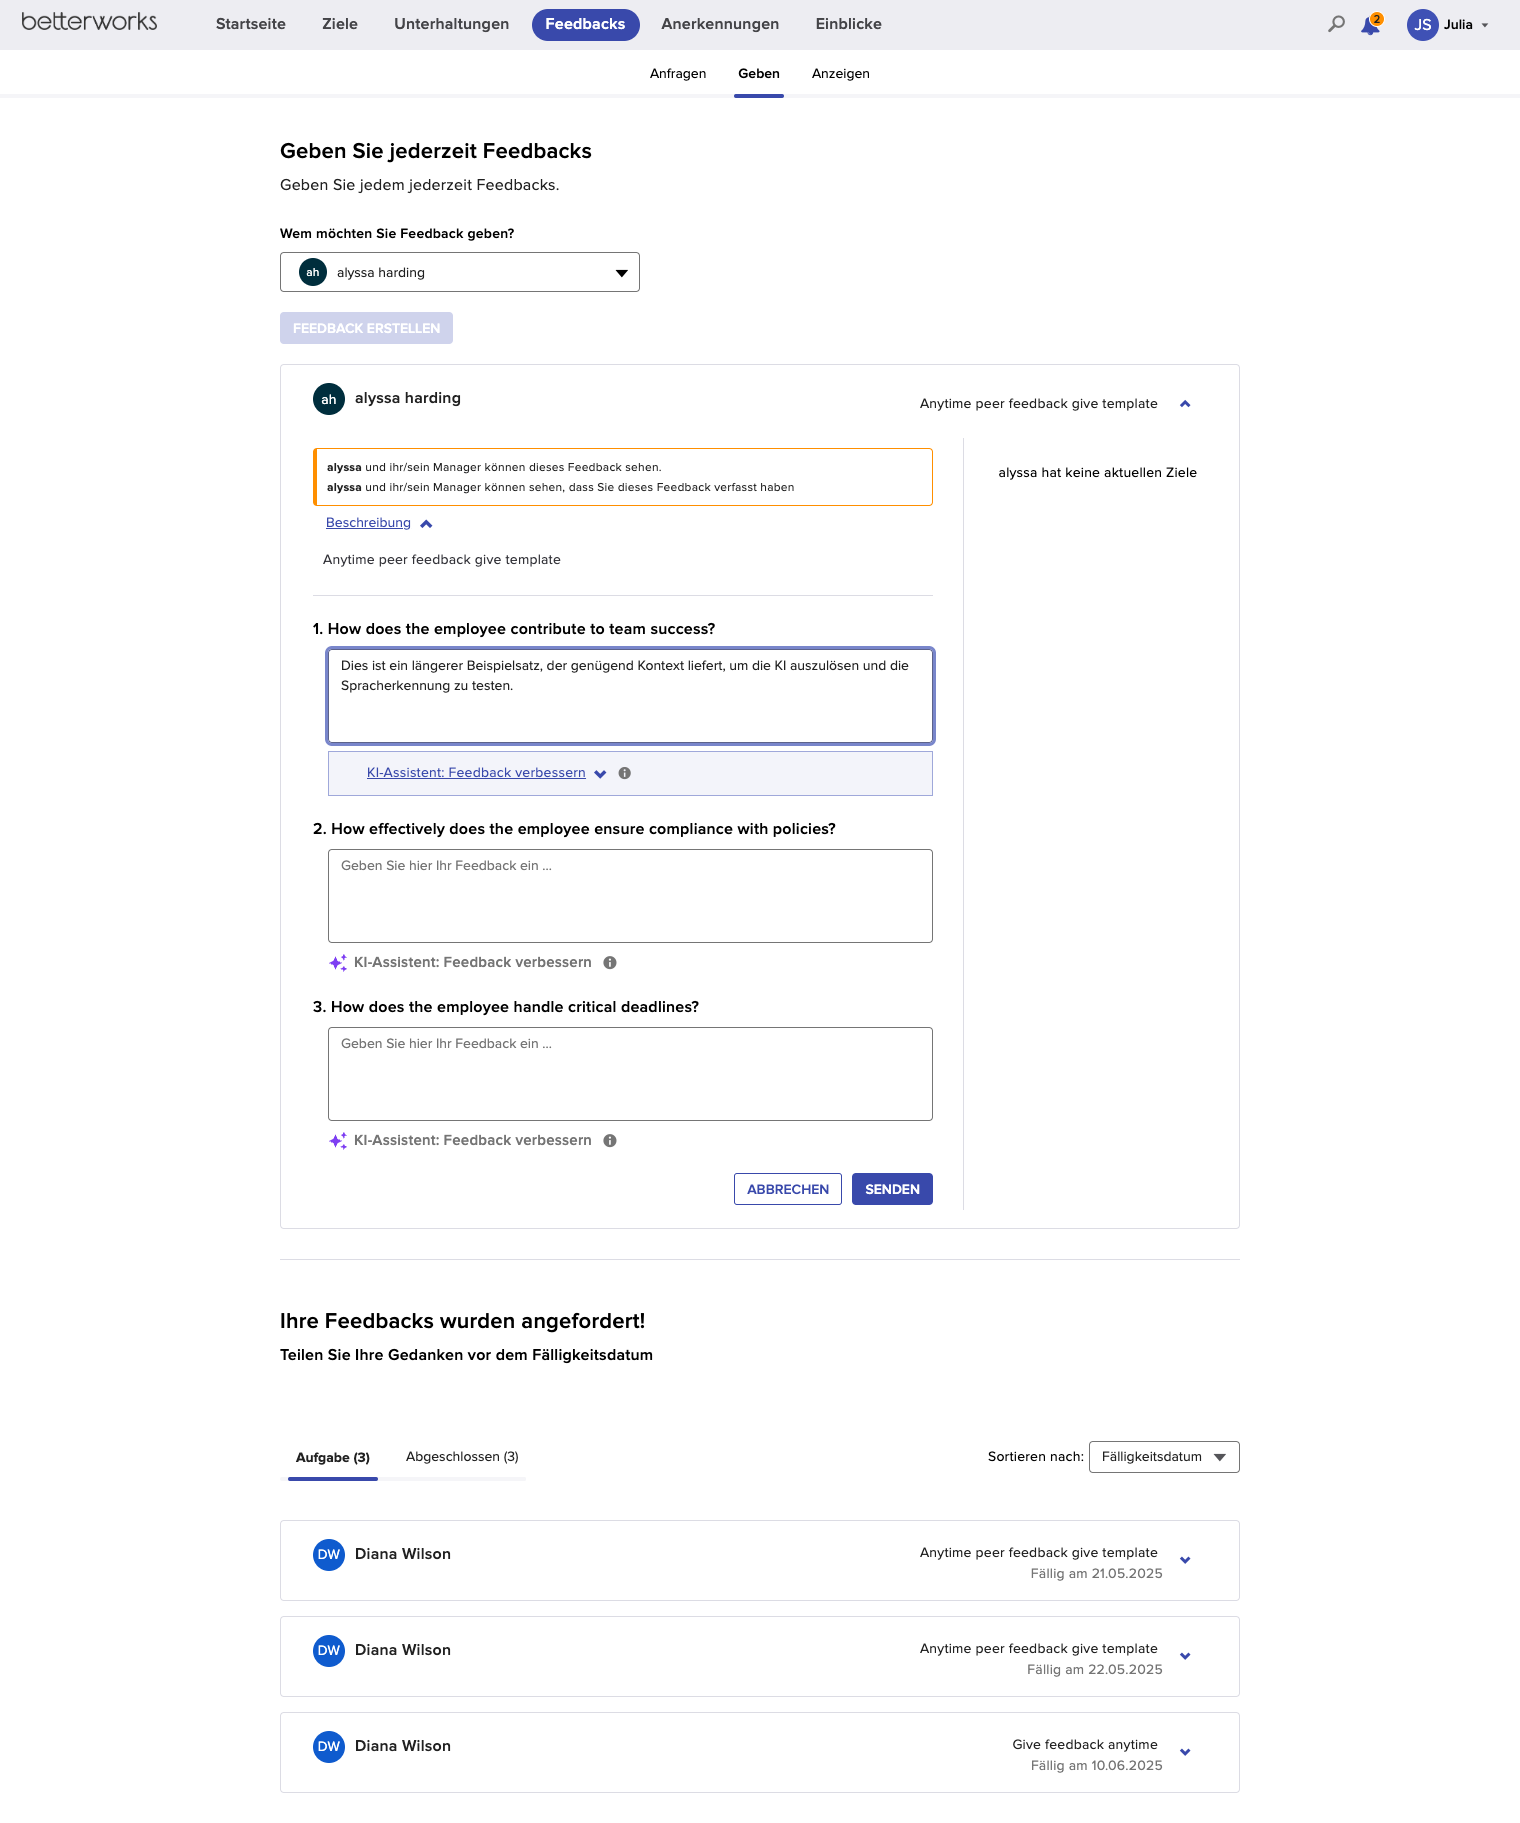 betterworks
Startseite
Ziele
Unterhaltungen
Feedbacks
Anerkennungen
Einblicke
2
JS
Julia
Anfragen
Geben
Anzeigen
Geben Sie jederzeit Feedbacks
Geben Sie jedem jederzeit Feedbacks.
Wem möchten Sie Feedback geben?
ah
alyssa harding
FEEDBACK ERSTELLEN
ah
alyssa harding
Anytime peer feedback give template
alyssa und ihr/sein Manager können dieses Feedback sehen.
alyssa und ihr/sein Manager können sehen, dass Sie dieses Feedback verfasst haben
alyssa hat keine aktuellen Ziele
Beschreibung
Anytime peer feedback give template
1. How does the employee contribute to team success?
Dies ist ein längerer Beispielsatz, der genügend Kontext liefert, um die KI auszulösen und die
Spracherkennung zu testen.
KI-Assistent: Feedback verbessern
2. How effectively does the employee ensure compliance with policies?
Geben Sie hier Ihr Feedback ein ...
KI-Assistent: Feedback verbessern
3. How does the employee handle critical deadlines?
Geben Sie hier Ihr Feedback ein ...
KI-Assistent: Feedback verbessern
ABBRECHEN
SENDEN
Ihre Feedbacks wurden angefordert!
Teilen Sie Ihre Gedanken vor dem Fälligkeitsdatum
Aufgabe (3)
Abgeschlossen (3)
Sortieren nach:
Fälligkeitsdatum
DW
Diana Wilson
Anytime peer feedback give template
Fällig am 21.05.2025
DW
Diana Wilson
Anytime peer feedback give template
Fällig am 22.05.2025
DW
Diana Wilson
Give feedback anytime
Fällig am 10.06.2025